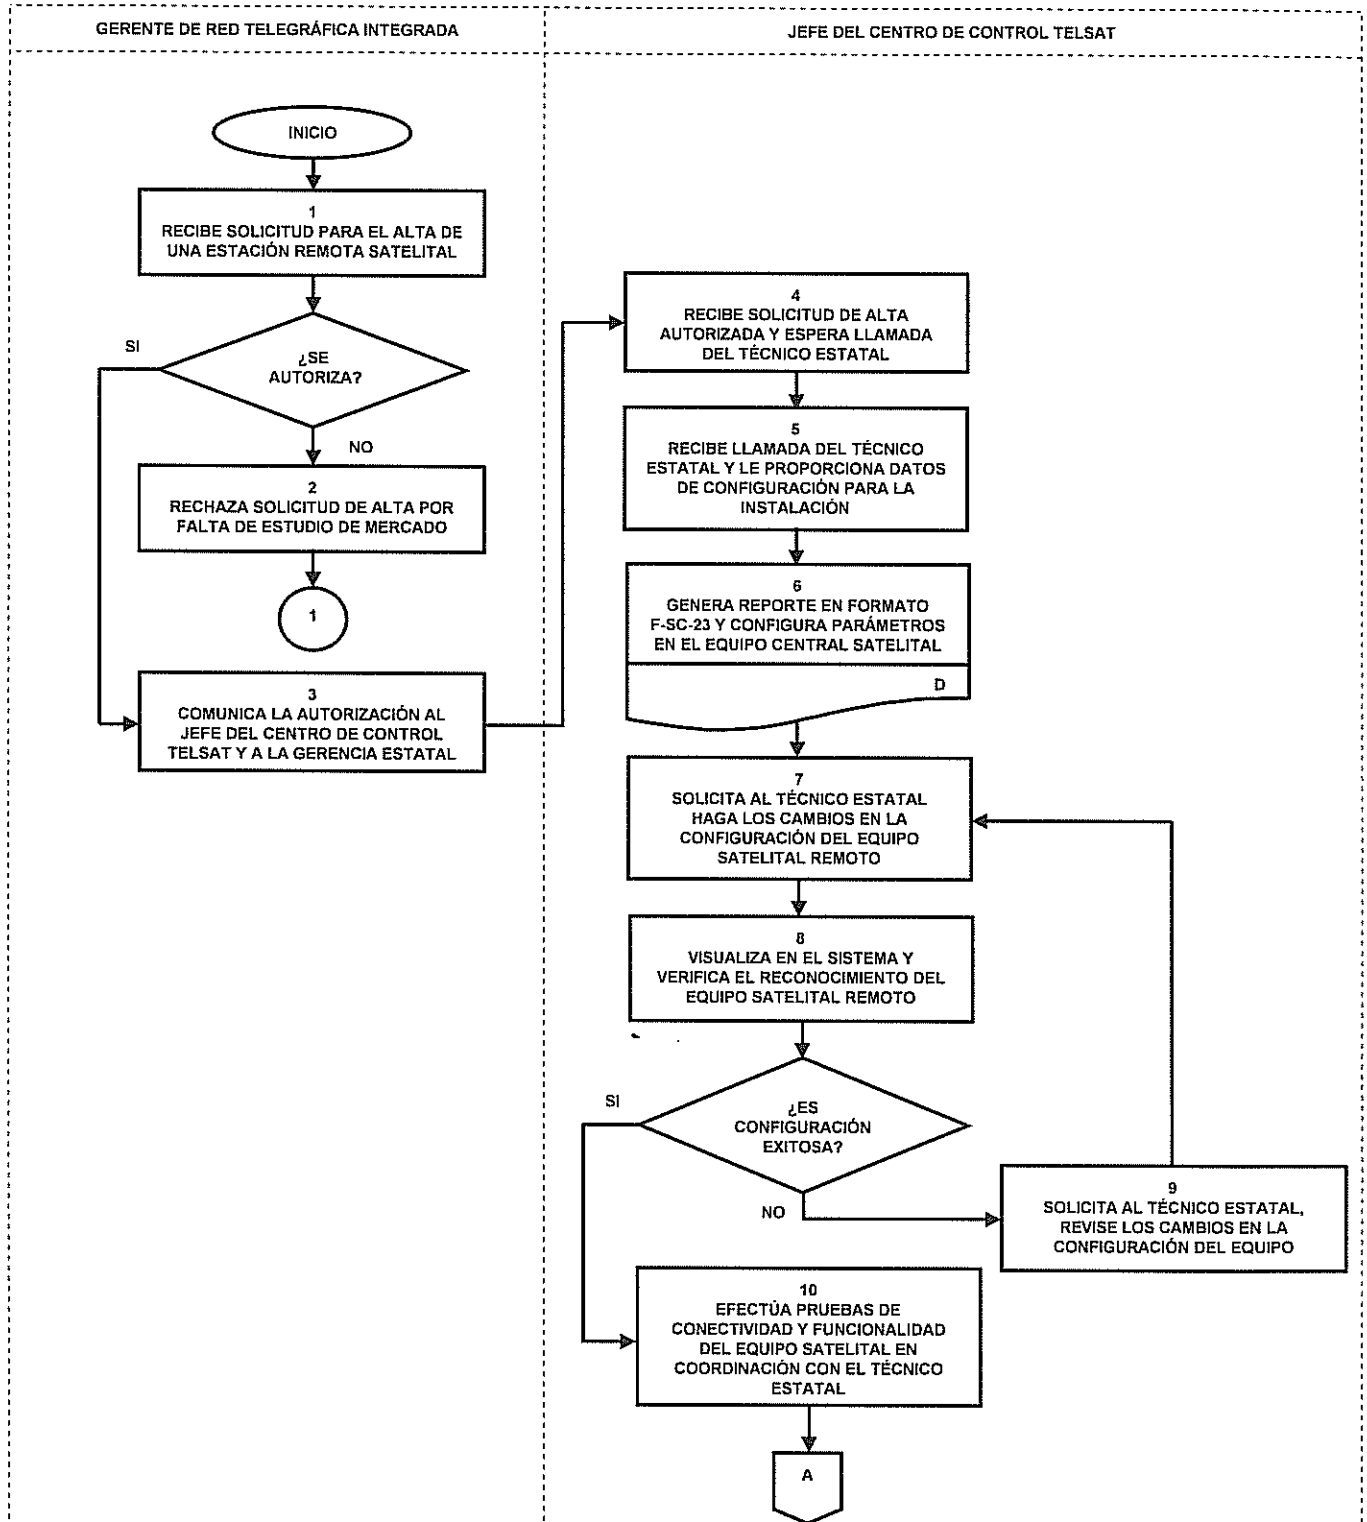 GERENTE DE RED TELEGRÁFICA INTEGRADA
JEFE DEL CENTRO DE CONTROL TELSAT
INICIO
1
RECIBE SOLICITUD PARA EL ALTA DE
UNA ESTACIÓN REMOTA SATELITAL
SI
¿SE
AUTORIZA?
NO
2
RECHAZA SOLICITUD DE ALTA POR
FALTA DE ESTUDIO DE MERCADO
1
3
COMUNICA LA AUTORIZACIÓN AL
JEFE DEL CENTRO DE CONTROL
TELSAT Y A LA GERENCIA ESTATAL
4
RECIBE SOLICITUD DE ALTA
AUTORIZADA Y ESPERA LLAMADA
DEL TÉCNICO ESTATAL
5
RECIBE LLAMADA DEL TÉCNICO
ESTATAL Y LE PROPORCIONA DATOS
DE CONFIGURACIÓN PARA LA
INSTALACIÓN
6
GENERA REPORTE EN FORMATO
F-SC-23 Y CONFIGURA PARÁMETROS
EN EL EQUIPO CENTRAL SATELITAL
D
7
SOLICITA AL TÉCNICO ESTATAL
HAGA LOS CAMBIOS EN LA
CONFIGURACIÓN DEL EQUIPO
SATELITAL REMOTO
8
VISUALIZA EN EL SISTEMA Y
VERIFICA EL RECONOCIMIENTO DEL
EQUIPO SATELITAL REMOTO
SI
¿ES
CONFIGURACIÓN
EXITOSA?
NO
9
SOLICITA AL TÉCNICO ESTATAL,
REVISE LOS CAMBIOS EN LA
CONFIGURACIÓN DEL EQUIPO
10
EFECTÚA PRUEBAS DE
CONECTIVIDAD Y FUNCIONALIDAD
DEL EQUIPO SATELITAL EN
COORDINACIÓN CON EL TÉCNICO
ESTATAL
A